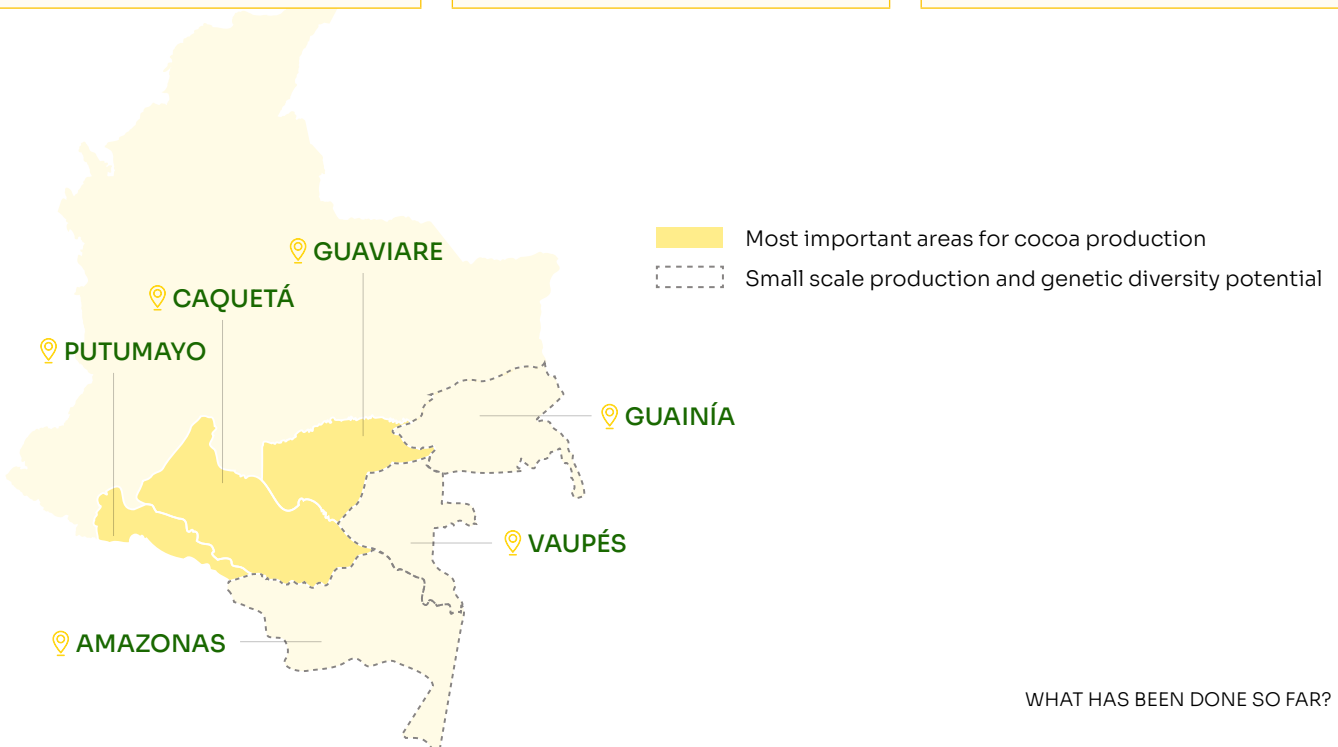 GUAVIARE
CAQUETÁ
PUTUMAYO
GUAINÍA
VAUPÉS
AMAZONAS
Most important areas for cocoa production
Small scale production and genetic diversity potential
WHAT HAS BEEN DONE SO FAR?